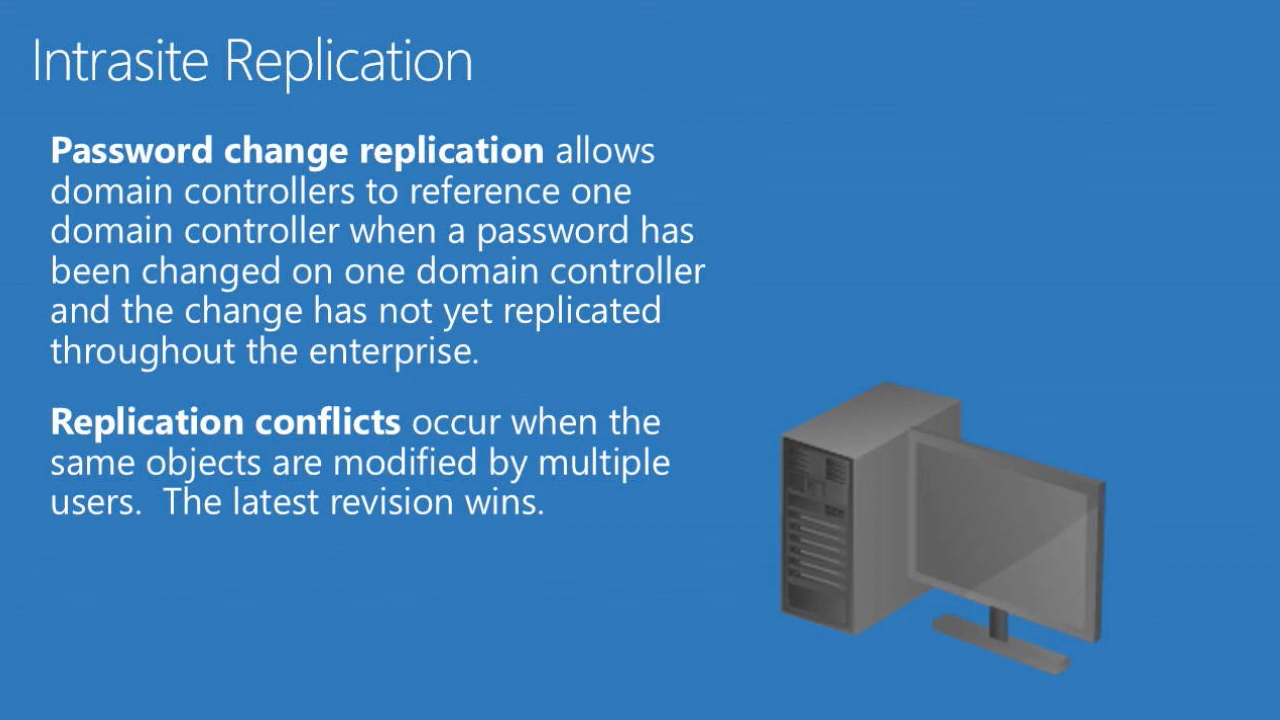 Intrasite Replication
Password change replication allows
domain controllers to reference one
domain controller when a password has
been changed on one domain controller
and the change has not yet replicated
throughout the enterprise.
Replication conflicts occur when the
same objects are modified by multiple
users.  The latest revision wins.